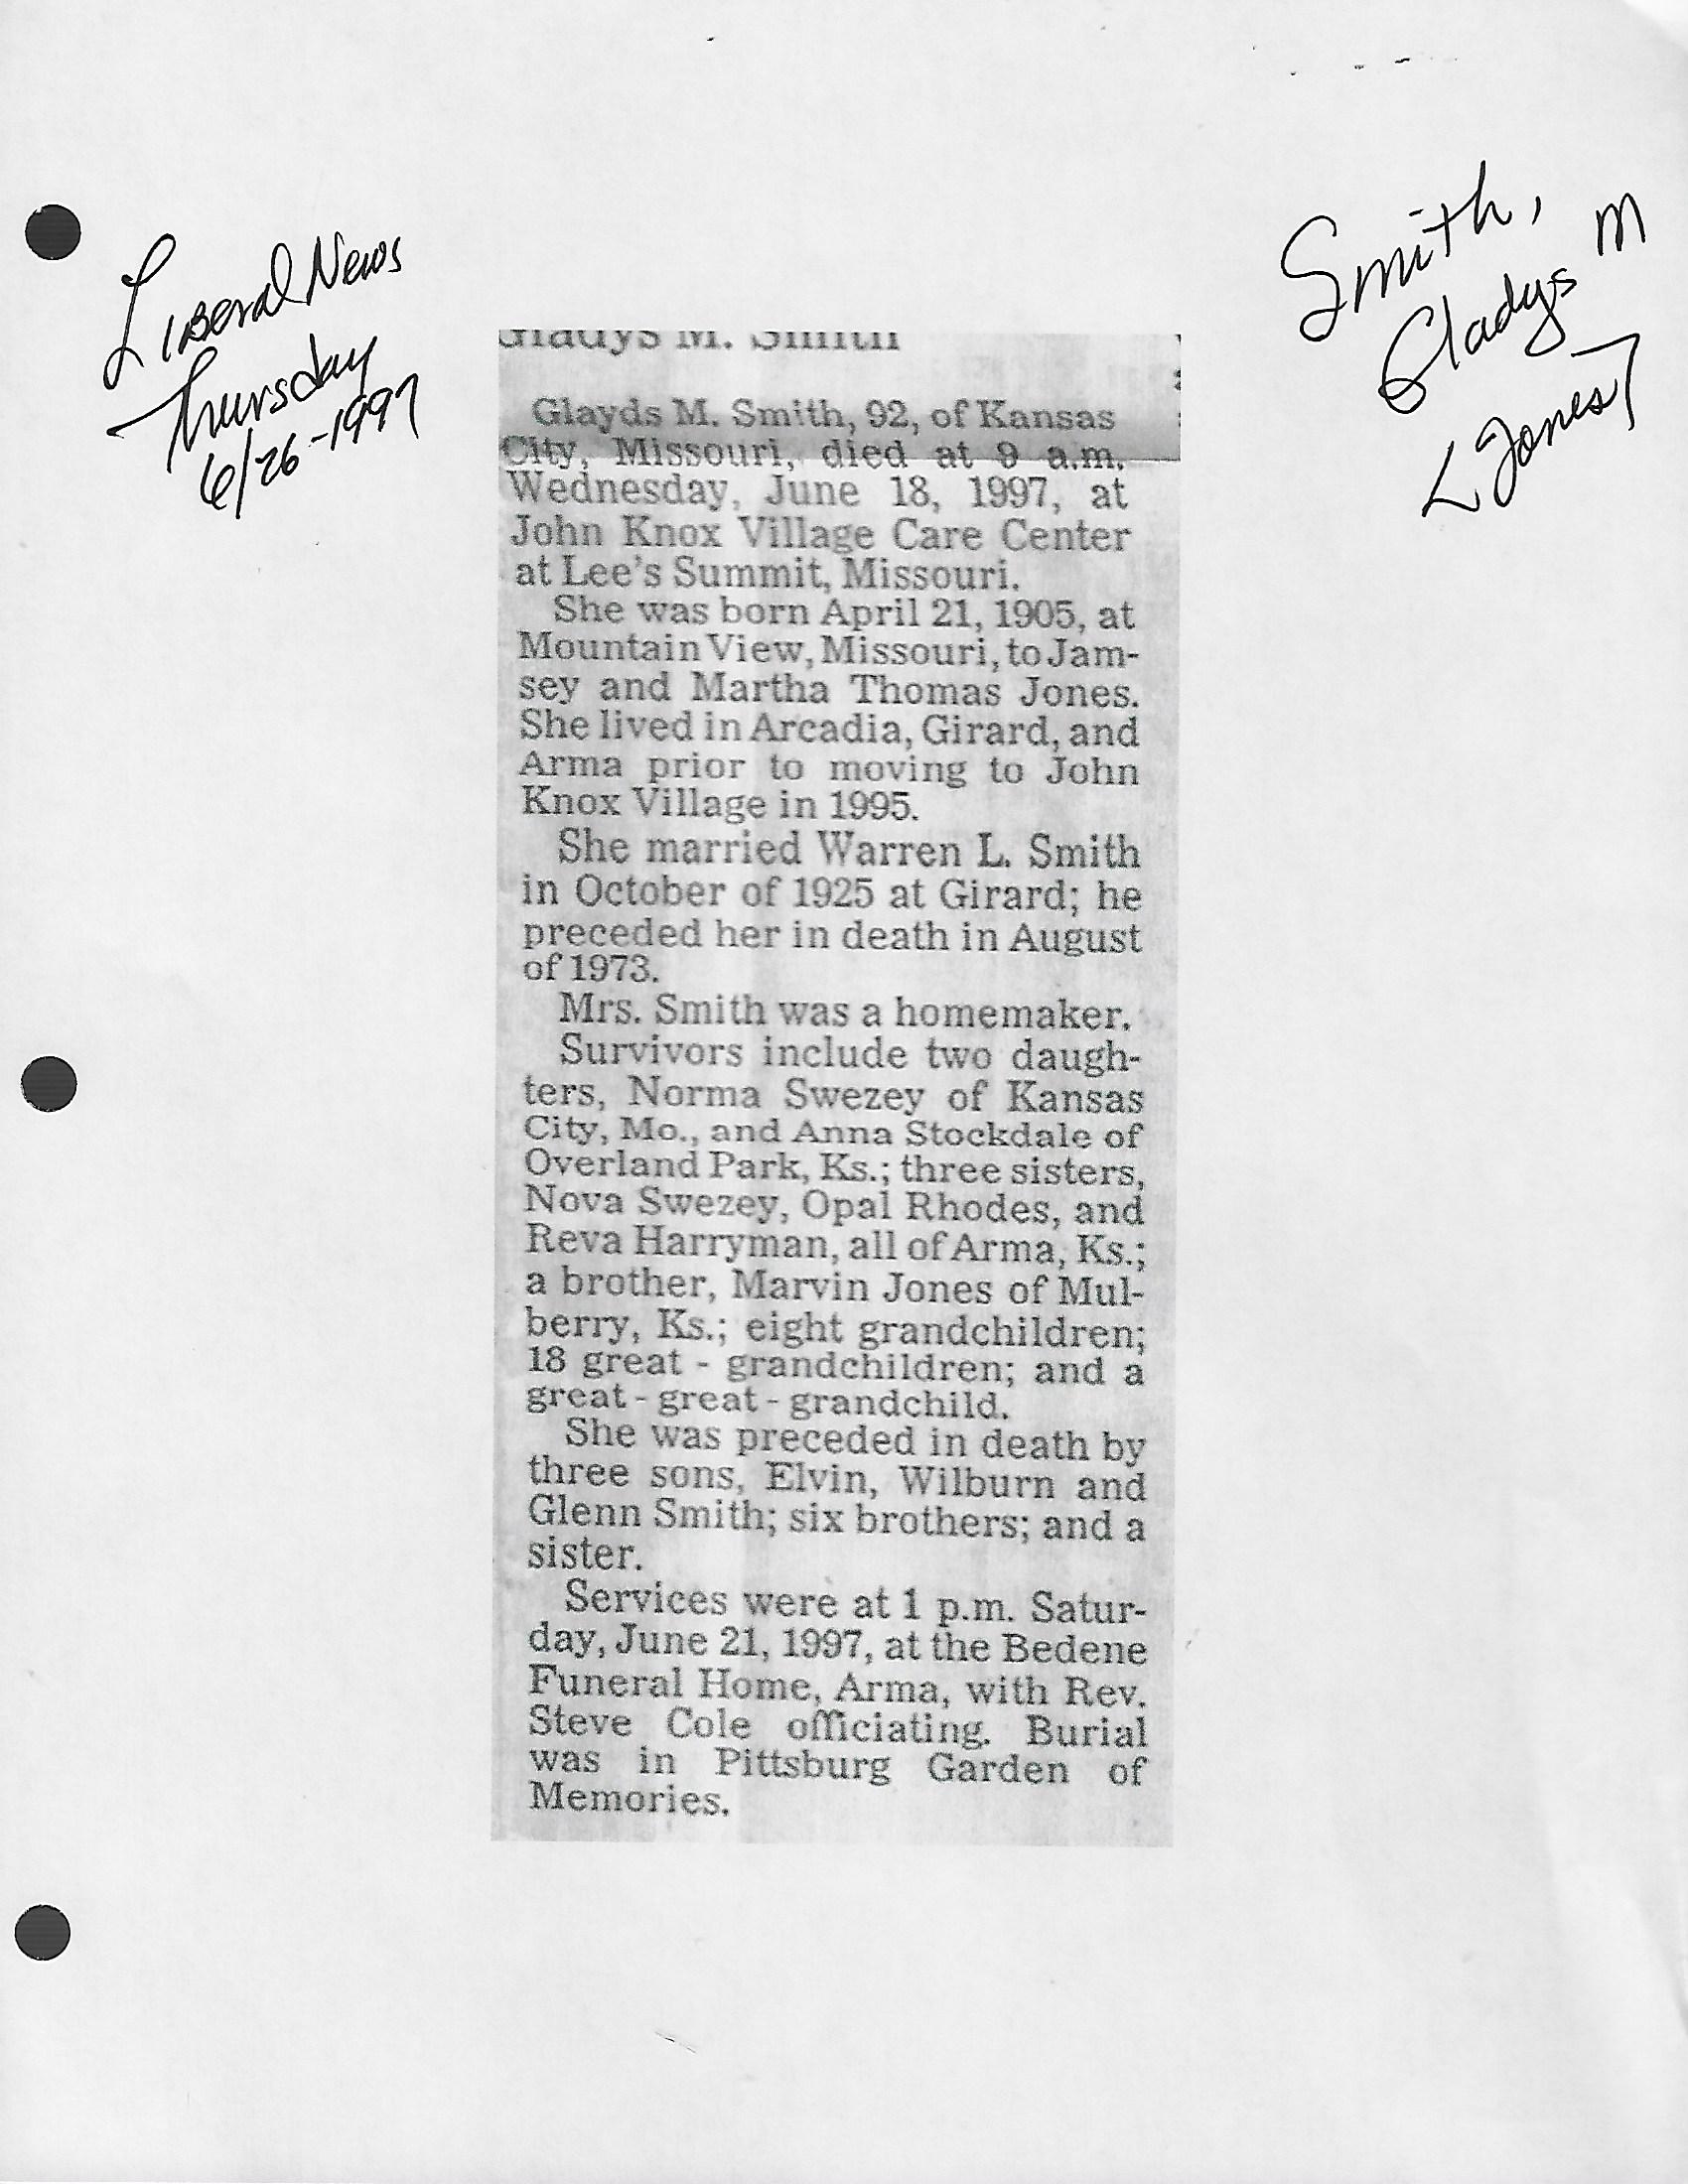 Liberal News
Thursday
6/26-1997
Smith,
Gladys M
<Jones>
Gladys M. Smith
Glayds M. Smith, 92, of Kansas
City, Missouri, died at 9 a.m.
Wednesday, June 18, 1997, at
John Knox Village Care Center
at Lee's Summit, Missouri.
She was born April 21, 1905, at
Mountain View, Missouri, to Jam-
sey and Martha Thomas Jones.
She lived in Arcadia, Girard, and
Arma prior to moving to John
Knox Village in 1995.
She married Warren L. Smith
in October of 1925 at Girard; he
preceded her in death in August
of 1973.
Mrs. Smith was a homemaker.
Survivors include two daugh-
ters, Norma Swezey of Kansas
City, Mo., and Anna Stockdale of
Overland Park, Ks.; three sisters,
Nova Swezey, Opal Rhodes, and
Reva Harryman, all of Arma, Ks.;
a brother, Marvin Jones of Mul-
berry, Ks.; eight grandchildren;
18 great - grandchildren; and a
great - great - grandchild.
She was preceded in death by
three sons, Elvin, Wilburn and
Glenn Smith; six brothers; and a
sister.
Services were at 1 p.m. Satur-
day, June 21, 1997, at the Bedene
Funeral Home, Arma, with Rev.
Steve Cole officiating. Burial
was in Pittsburg Garden of
Memories.